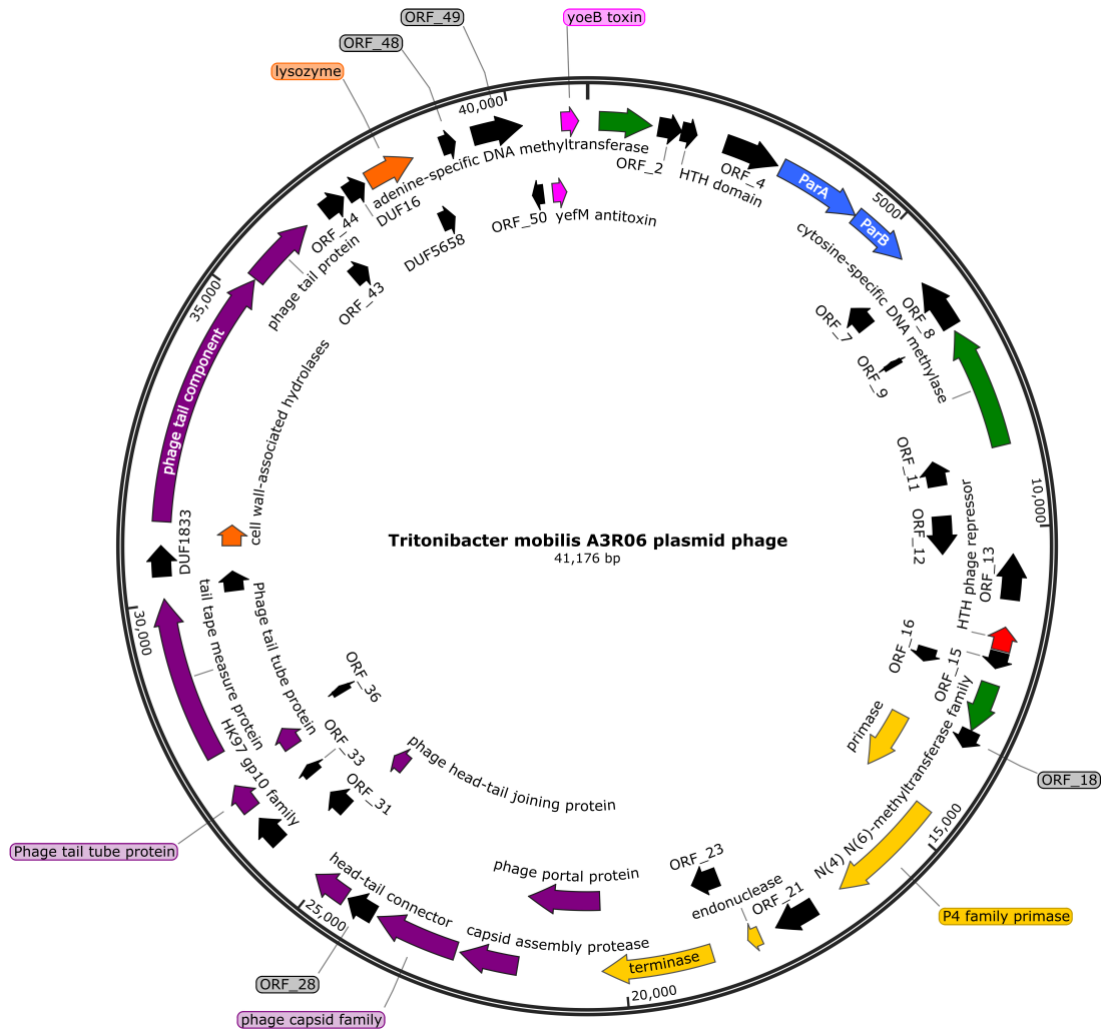 Tritonibacter mobilis A3R06 plasmid phage
41,176 bp
yoeB toxin
adenine-specific DNA methyltransferase
ORF_2
HTH domain
ORF_4
ParA
ParB
5000
cytosine-specific DNA methylase
ORF_7
ORF_8
ORF_9
ORF_11
10,000
ORF_12
ORF_13
HTH phage repressor
ORF_15
ORF_16
N(4) N(6)-methyltransferase family
ORF_18
primase
15,000
P4 family primase
ORF_21
endonuclease
ORF_23
terminase
20,000
phage portal protein
capsid assembly protease
phage capsid family
ORF_28
25,000
head-tail connector
phage head-tail joining protein
ORF_31
HK97 gp10 family
ORF_33
Phage tail tube protein
Phage tail tube protein
ORF_36
tail tape measure protein
30,000
DUF1833
cell wall-associated hydrolases
phage tail component
35,000
phage tail protein
ORF_43
ORF_44
DUF16
lysozyme
DUF5658
ORF_48
ORF_49
40,000
ORF_50
yefM antitoxin